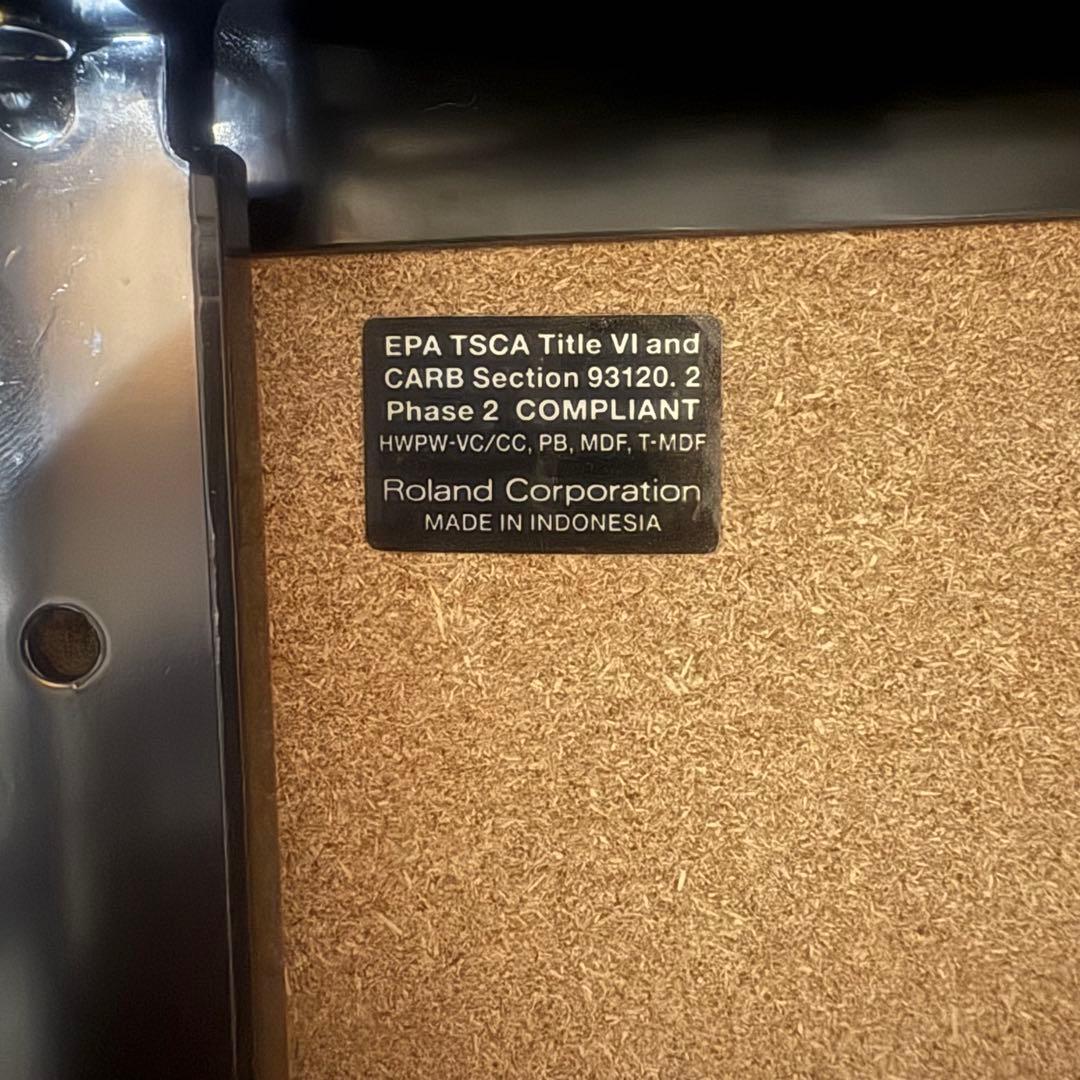 EPA TSCA Title VI and
CARB Section 93120. 2
Phase 2 COMPLIANT
HWPW-VC/CC, PB, MDF, T-MDF
Roland Corporation
MADE IN INDONESIA